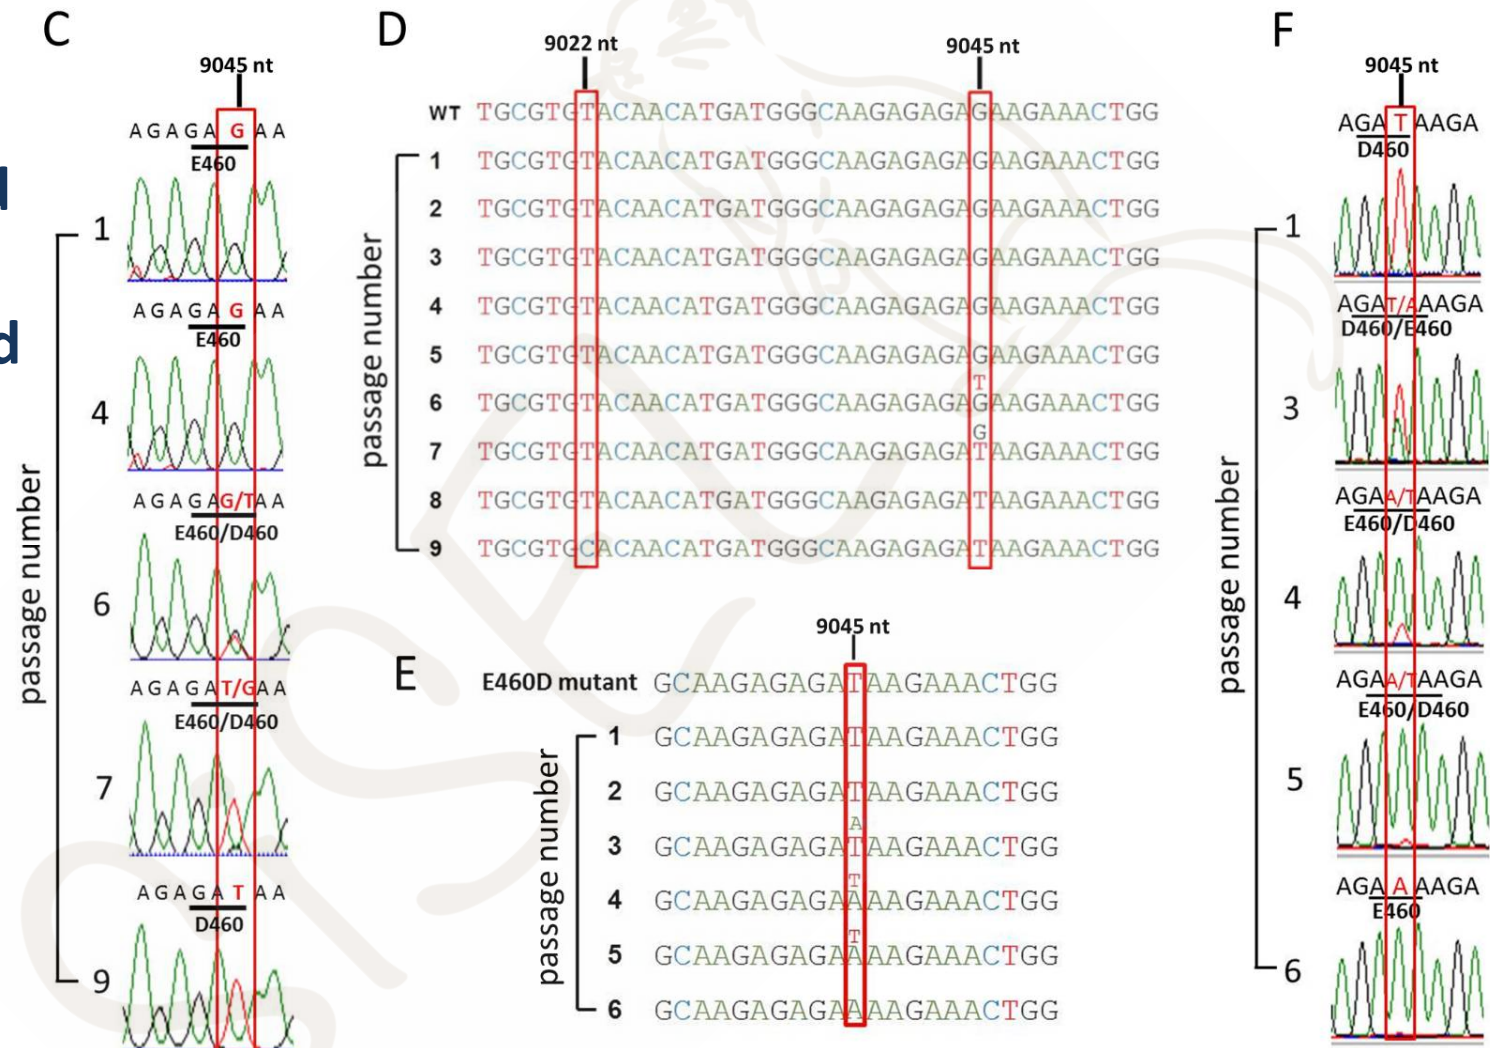 C
9045 nt
passage number
AGAGA G AA
E460
1
AGAGA G AA
E460
4
AGAGAG/TAA
E460/D460
6
AGAGAT/GAA
E460/D460
7
AGAGA T AA
D460
9
D
9022 nt
9045 nt
passage number
WT TGCGTGTACAACATGATGGGCAAGAGAGAGAAGAAACTGG
1 TGCGTGTACAACATGATGGGCAAGAGAGAGAAGAAACTGG
2 TGCGTGTACAACATGATGGGCAAGAGAGAGAAGAAACTGG
3 TGCGTGTACAACATGATGGGCAAGAGAGAGAAGAAACTGG
4 TGCGTGTACAACATGATGGGCAAGAGAGAGAAGAAACTGG
5 TGCGTGTACAACATGATGGGCAAGAGAGAGAAGAAACTGG
T
6 TGCGTGTACAACATGATGGGCAAGAGAGAGAAGAAACTGG
G
7 TGCGTGTACAACATGATGGGCAAGAGAGATAAGAAACTGG
8 TGCGTGTACAACATGATGGGCAAGAGAGATAAGAAACTGG
9 TGCGTGCACAACATGATGGGCAAGAGAGATAAGAAACTGG
E
9045 nt
passage number
E460D mutant GCAAGAGAGATAAGAAACTGG
1 GCAAGAGAGATAAGAAACTGG
2 GCAAGAGAGATAAGAAACTGG
A
3 GCAAGAGAGATAAGAAACTGG
T
4 GCAAGAGAGAAAAGAAACTGG
T
5 GCAAGAGAGAAAAGAAACTGG
6 GCAAGAGAGAAAAGAAACTGG
F
9045 nt
passage number
AGA T AAGA
D460
1
AGAT/AAAGA
D460/E460
3
AGAA/TAAGA
E460/D460
4
AGAA/TAAGA
E460/D460
5
AGA A AAGA
E460
6